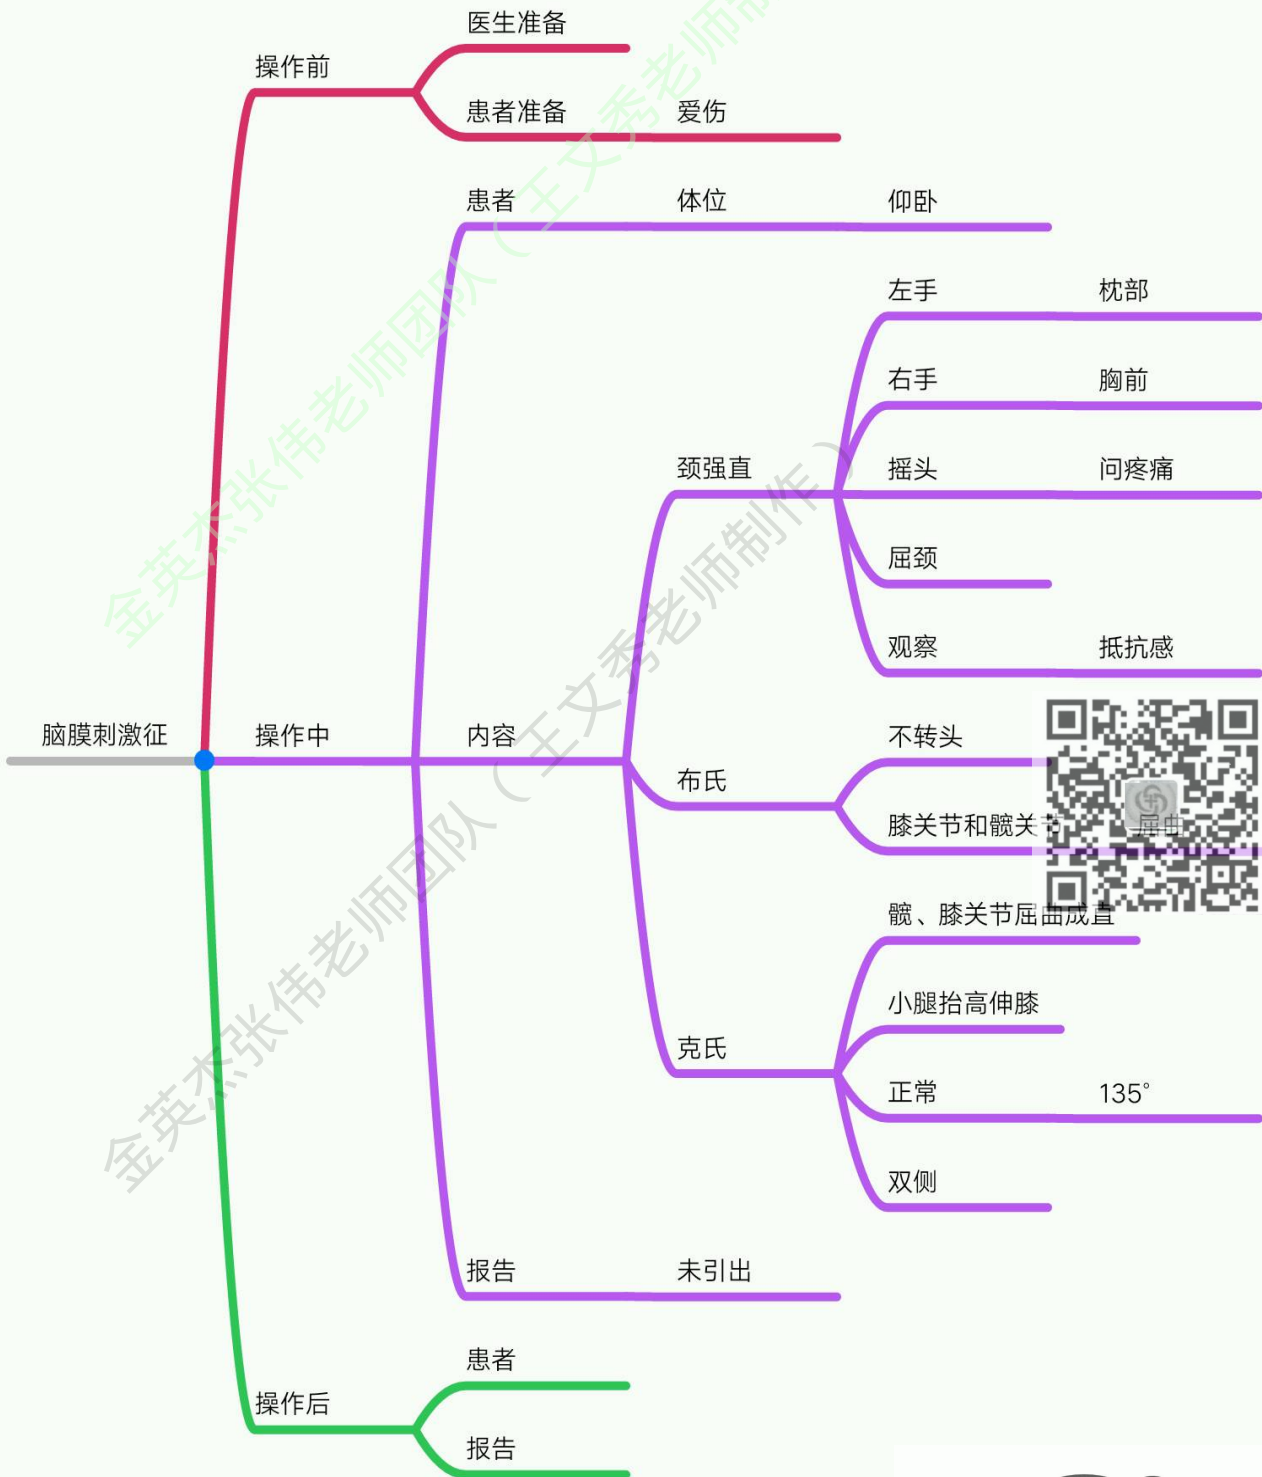 医生准备
操作前
患者准备 爱伤
患者 体位 仰卧
左手 枕部
右手 胸前
颈强直 摇头 问疼痛
屈颈
观察 抵抗感
脑膜刺激征 操作中 内容 不转头
布氏
膝关节和髋关节 屈曲
髋、膝关节屈曲成直
小腿抬高伸膝
克氏
正常 135°
双侧
报告 未引出
患者
操作后
报告
金英杰张伟老师团队（王文秀老师制
金英杰张伟老师团队（王文秀老师制作）